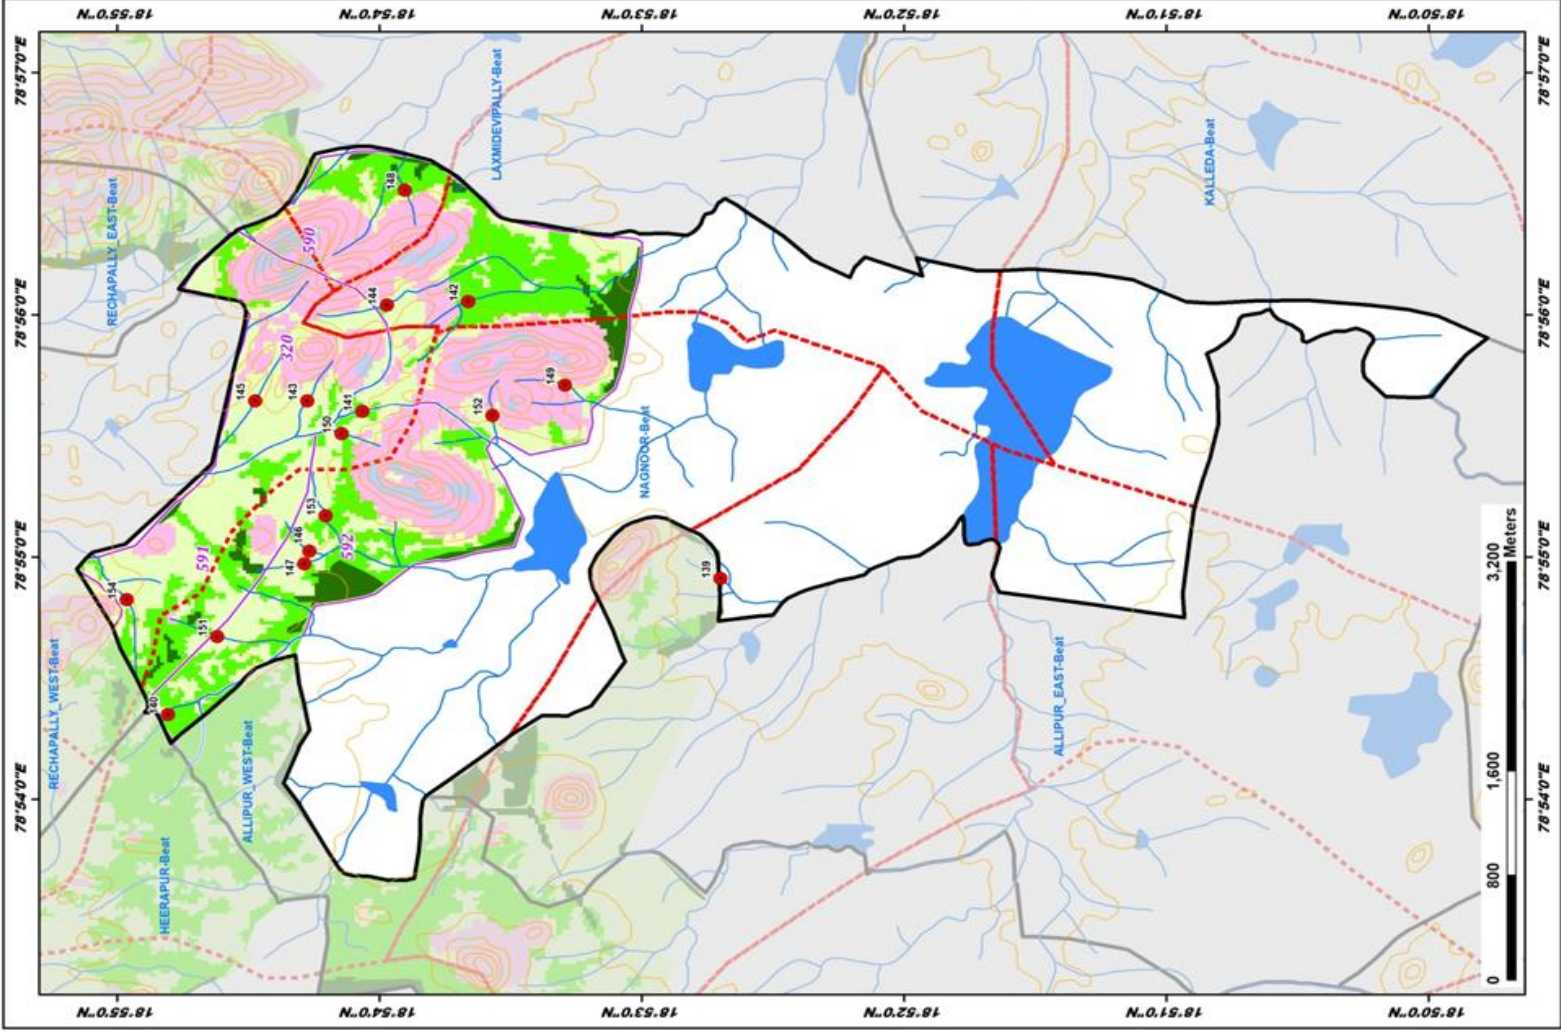 18°55'0"N
18°54'0"N
18°53'0"N
18°52'0"N
18°51'0"N
18°50'0"N
78°57'0"E
78°57'0"E
78°56'0"E
78°56'0"E
78°55'0"E
78°55'0"E
78°54'0"E
78°54'0"E
RECHAPALLY_EAST-Beat
LAXMIDEVIPALLY-Beat
KALLEDA-Beat
NAGNOOR-Beat
RECHAPALLY_WEST-Beat
ALLIPUR_WEST-Beat
HEERAPUR-Beat
ALLIPUR_EAST-Beat
590
320
591
592
148
144
142
145
143
141
150
149
152
153
146
147
154
151
140
139
0
800
1,600
3,200
Meters
18°55'0"N
18°54'0"N
18°53'0"N
18°52'0"N
18°51'0"N
18°50'0"N